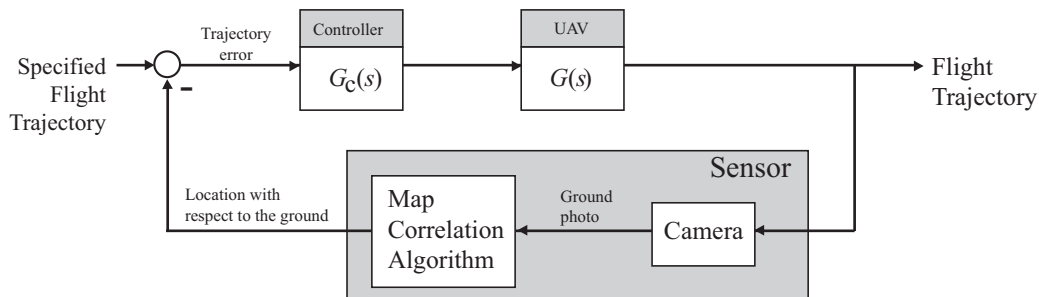 Specified
Flight
Trajectory
Trajectory
error
Controller
Gc(s)
UAV
G(s)
Flight
Trajectory
-
Sensor
Location with
respect to the ground
Map
Correlation
Algorithm
Ground
photo
Camera